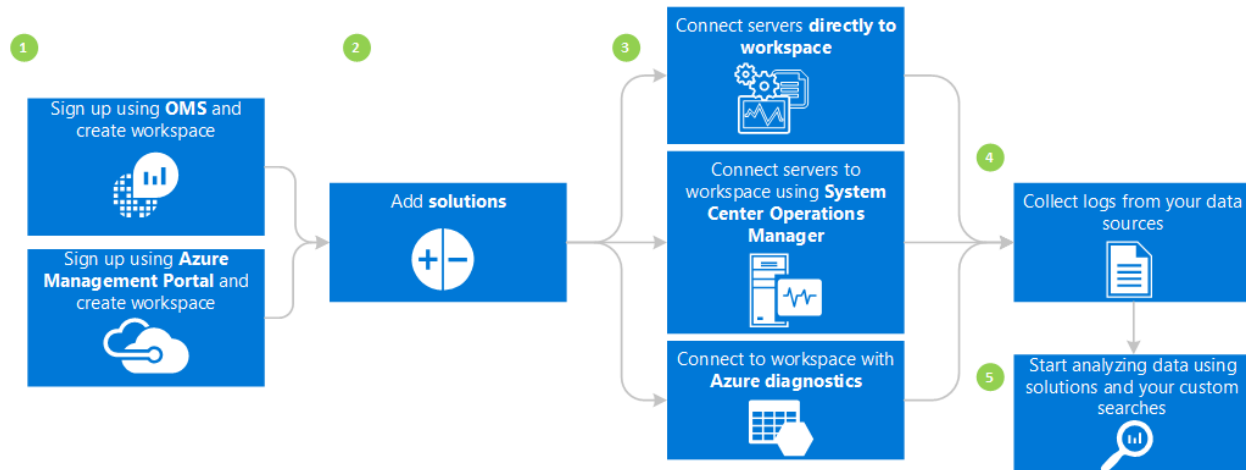 1
Sign up using OMS and
create workspace
Sign up using Azure
Management Portal and
create workspace
2
Add solutions
3
Connect servers directly to
workspace
Connect servers to
workspace using System
Center Operations
Manager
Connect to workspace with
Azure diagnostics
4
Collect logs from your data
sources
5
Start analyzing data using
solutions and your custom
searches